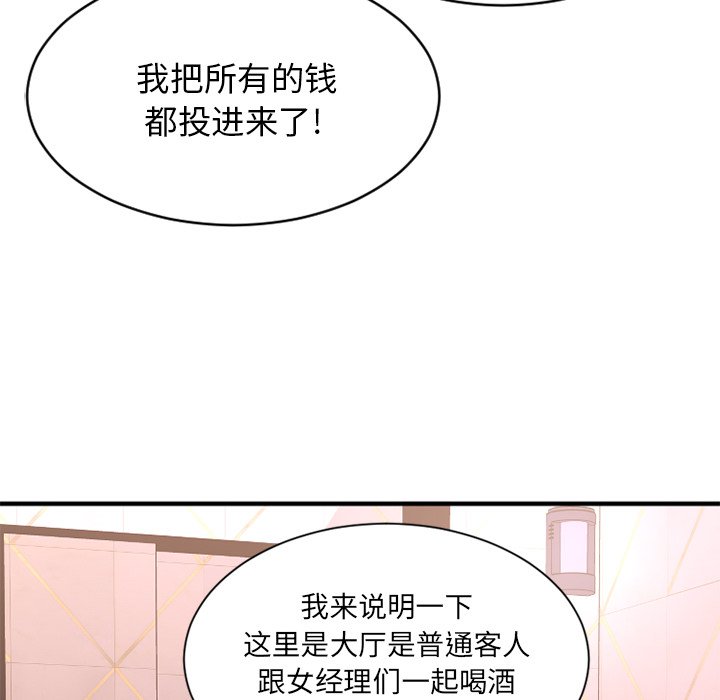 我把所有的钱
都投进来了!
我来说明一下
这里是大厅是普通客人
跟女经理们一起喝酒